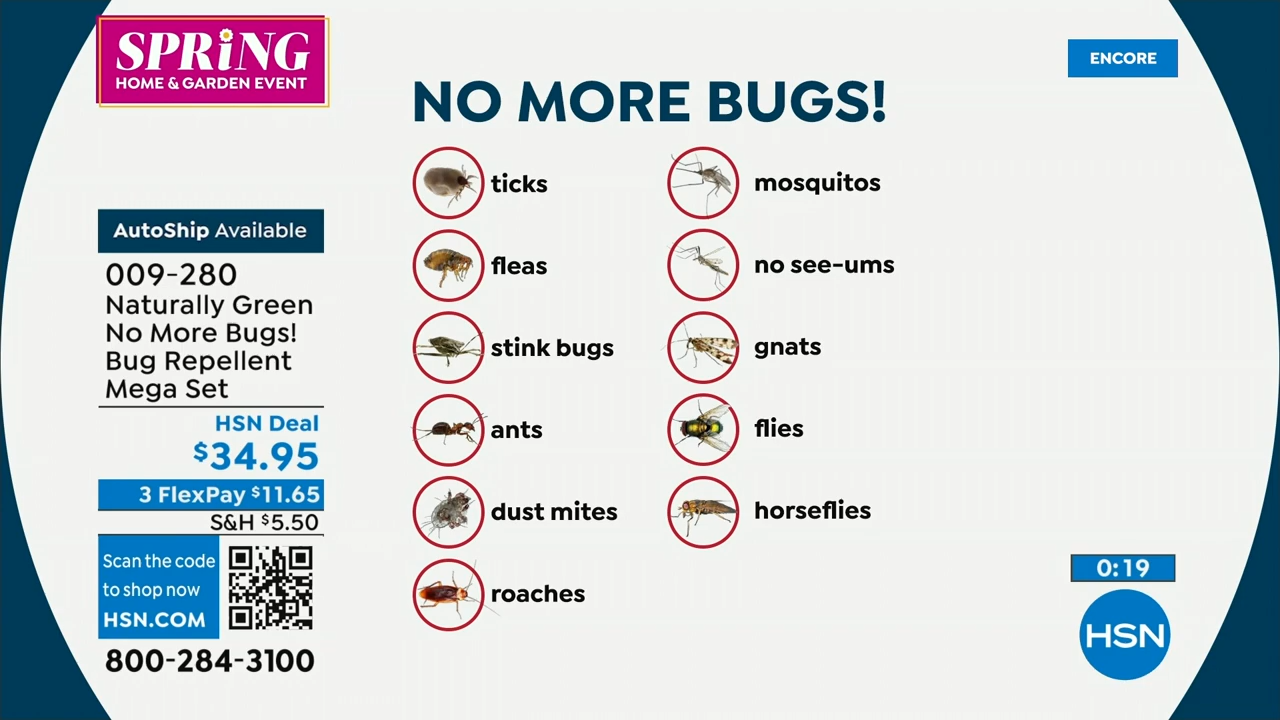 SPRiNG
HOME & GARDEN EVENT
ENCORE
NO MORE BUGS!
ticks
fleas
stink bugs
ants
dust mites
roaches
mosquitos
no see-ums
gnats
flies
horseflies
AutoShip Available
009-280
Naturally Green
No More Bugs!
Bug Repellent
Mega Set
HSN Deal
$34.95
3 FlexPay $11.65
S&H $5.50
Scan the code
to shop now
HSN.COM
800-284-3100
0:19
HSN